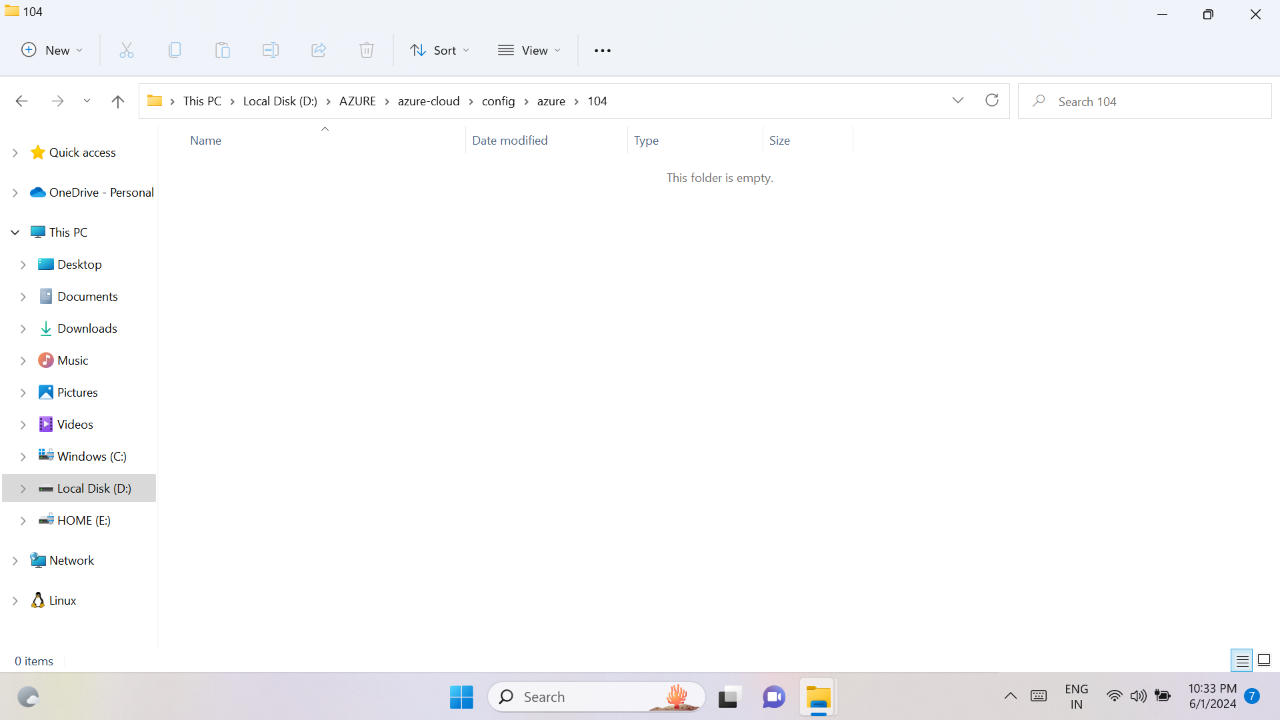 104
New
Sort
View
This PC
Local Disk (D:)
AZURE
azure-cloud
config
azure
104
Search 104
Name
Date modified
Type
Size
This folder is empty.
Quick access
OneDrive - Personal
This PC
Desktop
Documents
Downloads
Music
Pictures
Videos
Windows (C:)
Local Disk (D:)
HOME (E:)
Network
Linux
0 items
Search
ENG
IN
10:33 PM
6/1/2024
7